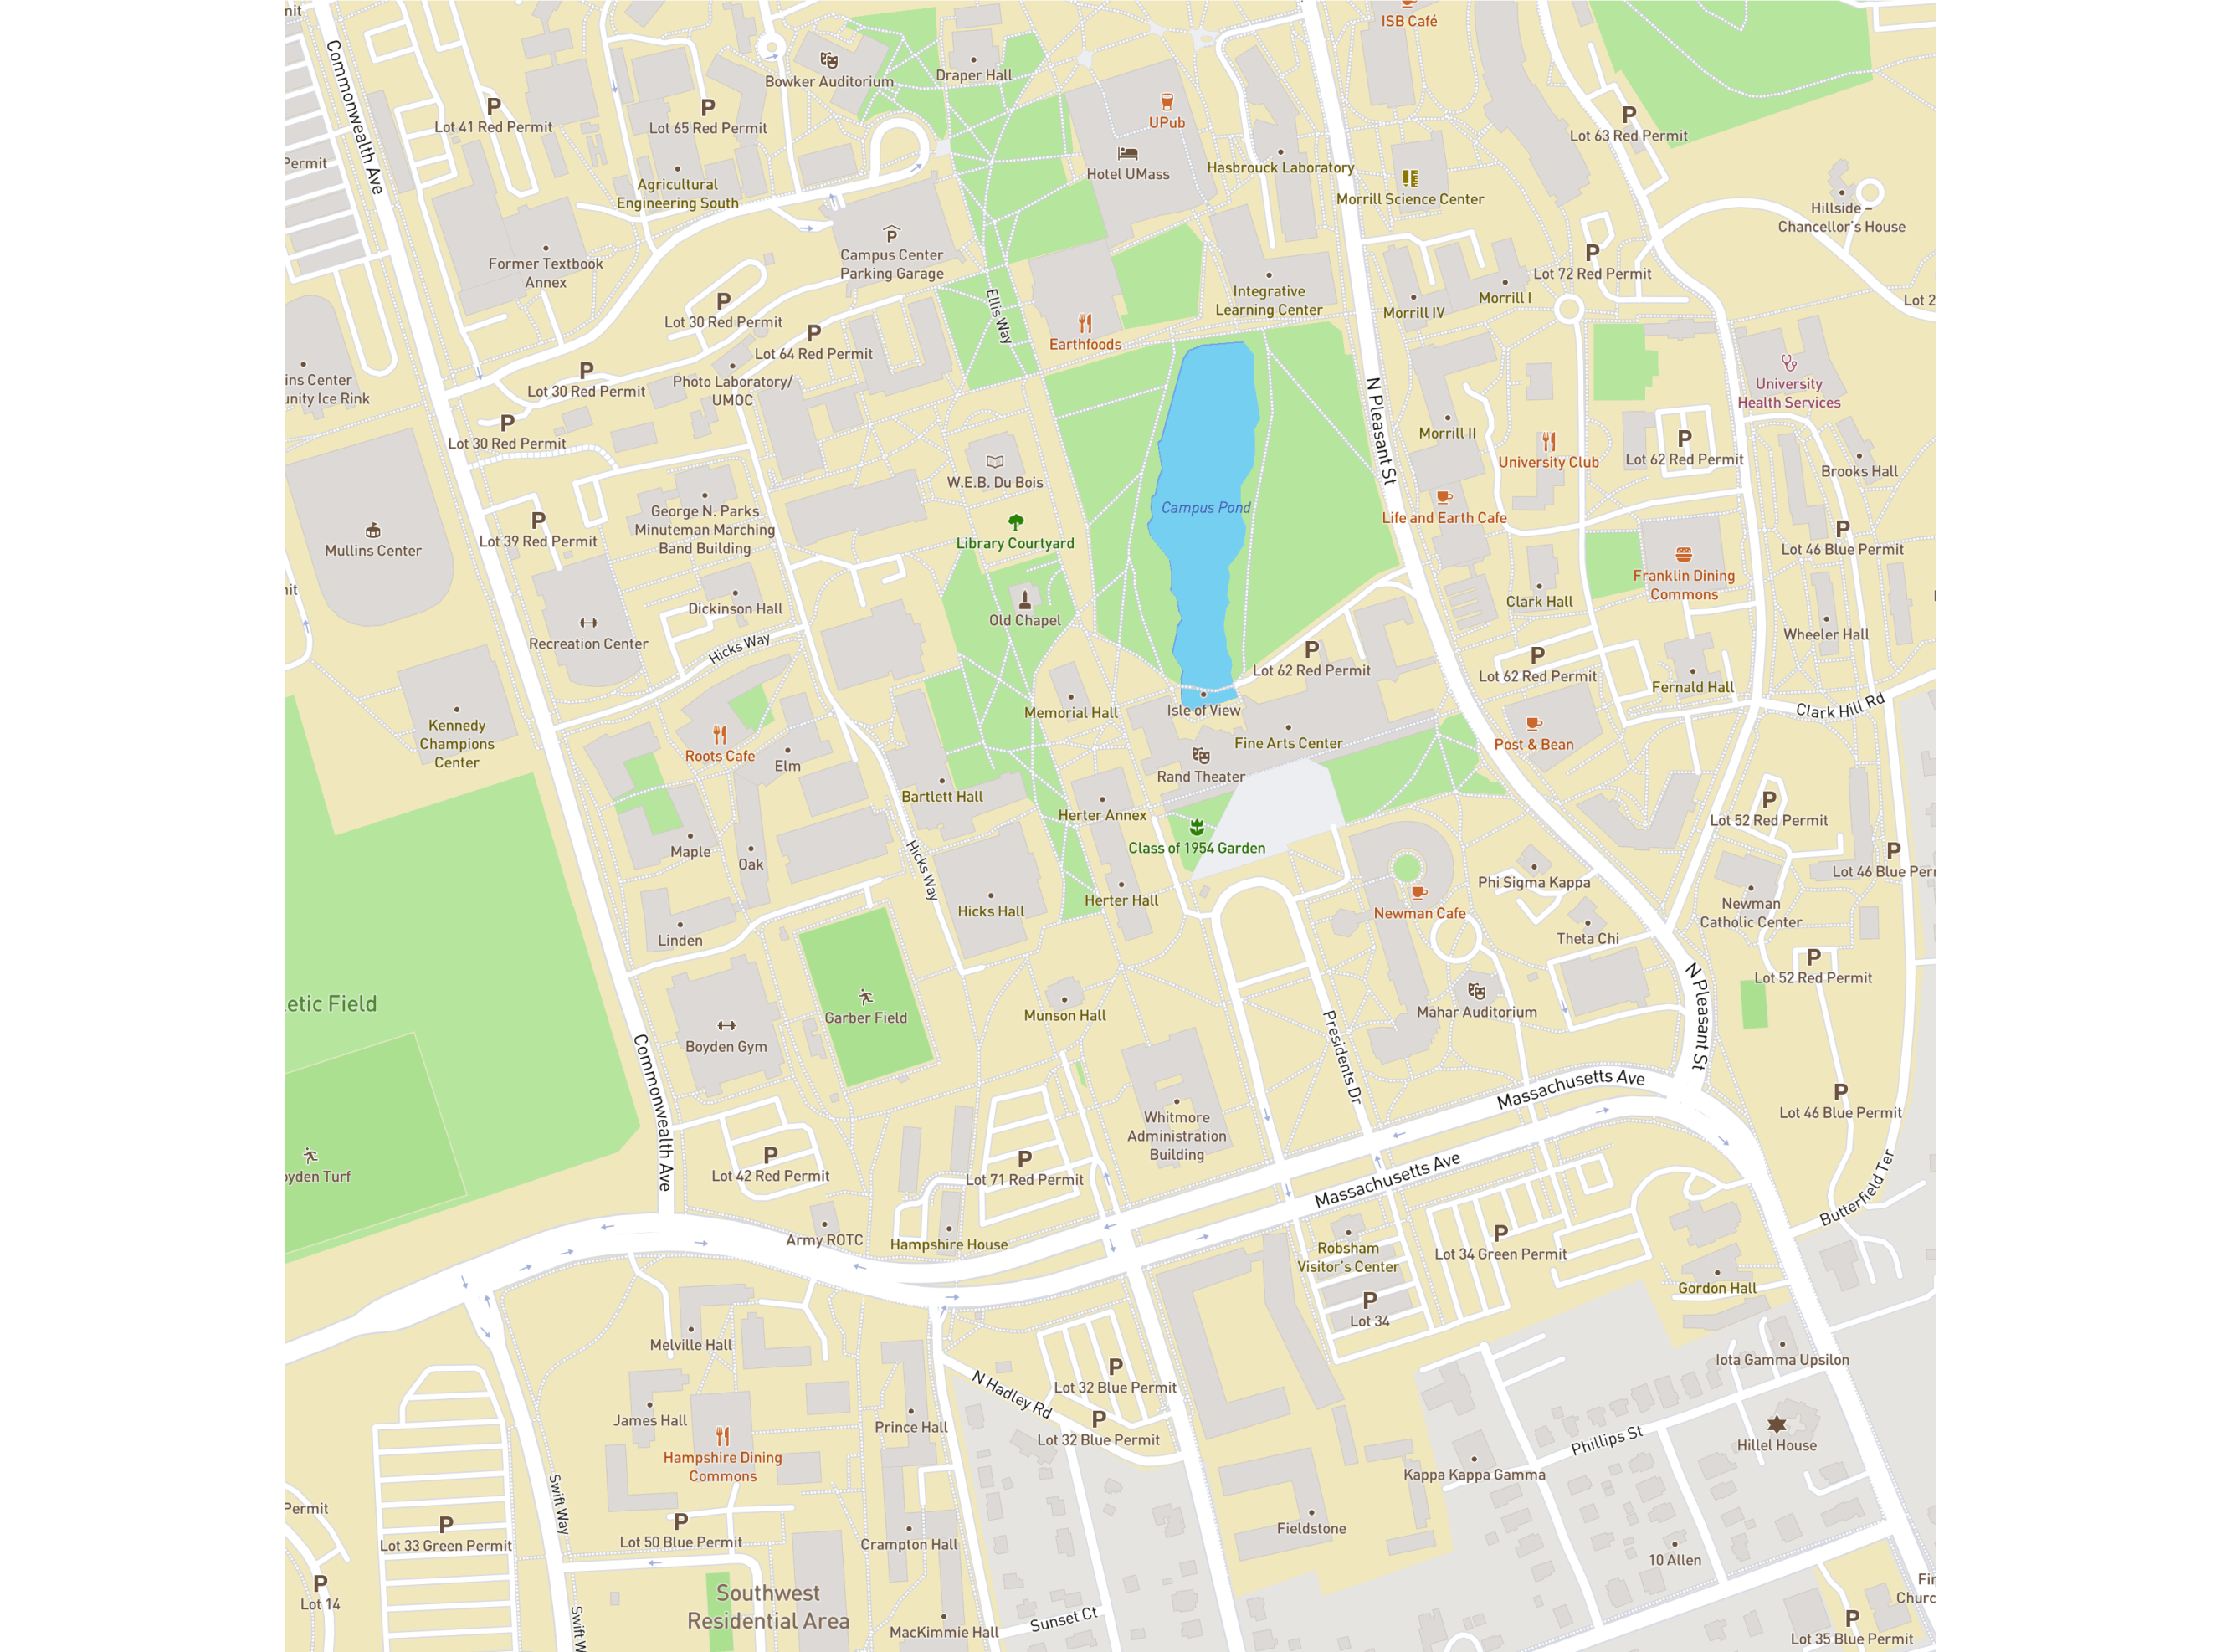 nit
Commonwealth Ave
P
Lot 41 Red Permit
P
Lot 65 Red Permit
Bowker Auditorium
Draper Hall
UPub
Hotel UMass
ISB Café
Hasbrouck Laboratory
Morrill Science Center
P
Lot 63 Red Permit
Permit
Agricultural
Engineering South
Hillside –
Chancellor's House
Former Textbook
Annex
P
Campus Center
Parking Garage
P
Lot 72 Red Permit
Ellis Way
Integrative
Learning Center
Morrill IV
Morrill I
Lot 2
P
Lot 30 Red Permit
P
Lot 64 Red Permit
Earthfoods
ins Center
unity Ice Rink
P
Lot 30 Red Permit
Photo Laboratory/
UMOC
N Pleasant St
University
Health Services
P
Lot 30 Red Permit
Morrill II
University Club
P
Lot 62 Red Permit
Brooks Hall
W.E.B. Du Bois
Campus Pond
Life and Earth Cafe
George N. Parks
Minuteman Marching
Band Building
P
Lot 39 Red Permit
Mullins Center
Library Courtyard
P
Lot 46 Blue Permit
Franklin Dining
Commons
nit
Dickinson Hall
Old Chapel
Clark Hall
Recreation Center
Hicks Way
Wheeler Hall
P
Lot 62 Red Permit
P
Lot 62 Red Permit
Fernald Hall
Memorial Hall
Isle of View
Clark Hill Rd
Kennedy
Champions
Center
Roots Cafe
Elm
Fine Arts Center
Post & Bean
Rand Theater
Bartlett Hall
Herter Annex
P
Lot 52 Red Permit
Maple
Oak
Class of 1954 Garden
Hicks Way
P
Lot 46 Blue Perr
Phi Sigma Kappa
Hicks Hall
Herter Hall
Newman Cafe
Newman
Catholic Center
Linden
Theta Chi
P
Lot 52 Red Permit
N Pleasant St
letic Field
Garber Field
Munson Hall
Mahar Auditorium
Boyden Gym
Presidents Dr
Commonwealth Ave
Massachusetts Ave
P
Lot 46 Blue Permit
Whitmore
Administration
Building
oyden Turf
P
Lot 42 Red Permit
P
Lot 71 Red Permit
Massachusetts Ave
Butterfield Ter
Army ROTC
Hampshire House
Robsham
Visitor's Center
P
Lot 34 Green Permit
Gordon Hall
P
Lot 34
Melville Hall
Iota Gamma Upsilon
N Hadley Rd
P
Lot 32 Blue Permit
James Hall
Prince Hall
P
Lot 32 Blue Permit
Phillips St
Hillel House
Hampshire Dining
Commons
Kappa Kappa Gamma
Permit
Swift Way
P
Lot 33 Green Permit
P
Lot 50 Blue Permit
Crampton Hall
Fieldstone
10 Allen
P
Lot 14
Southwest
Residential Area
Swift W
MacKimmie Hall
Sunset Ct
Fir
Churc
P
Lot 35 Blue Permit